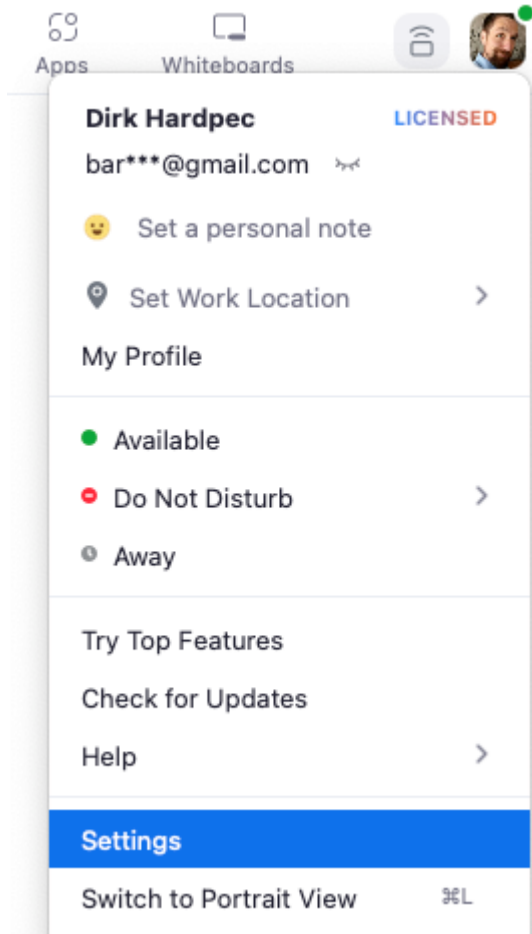 Apps Whiteboards
Dirk Hardpec LICENSED
bar***@gmail.com
Set a personal note
Set Work Location
My Profile
Available
Do Not Disturb
Away
Try Top Features
Check for Updates
Help
Settings
Switch to Portrait View ⌘L